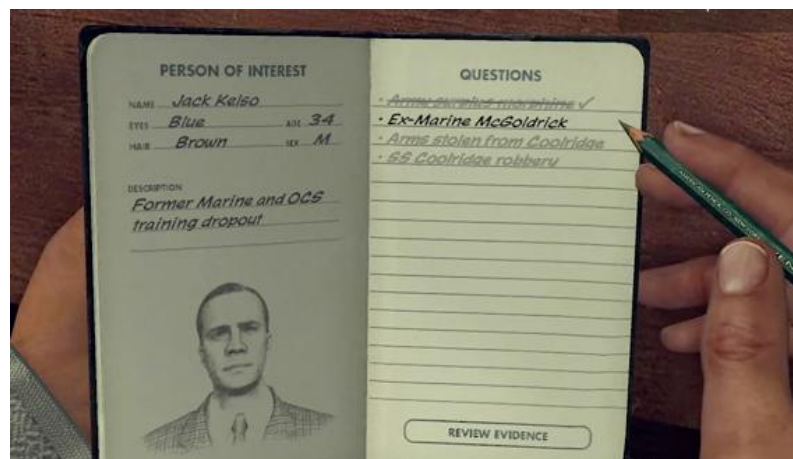 PERSON OF INTEREST
NAME Jack Kelso
EYES Blue AGE 34
HAIR Brown SEX M
DESCRIPTION
Former Marine and OCS
training dropout
QUESTIONS
· Army surplus morphine ✓
· Ex-Marine McGoldrick
· Arms stolen from Coolridge
· SS Coolridge robbery
REVIEW EVIDENCE